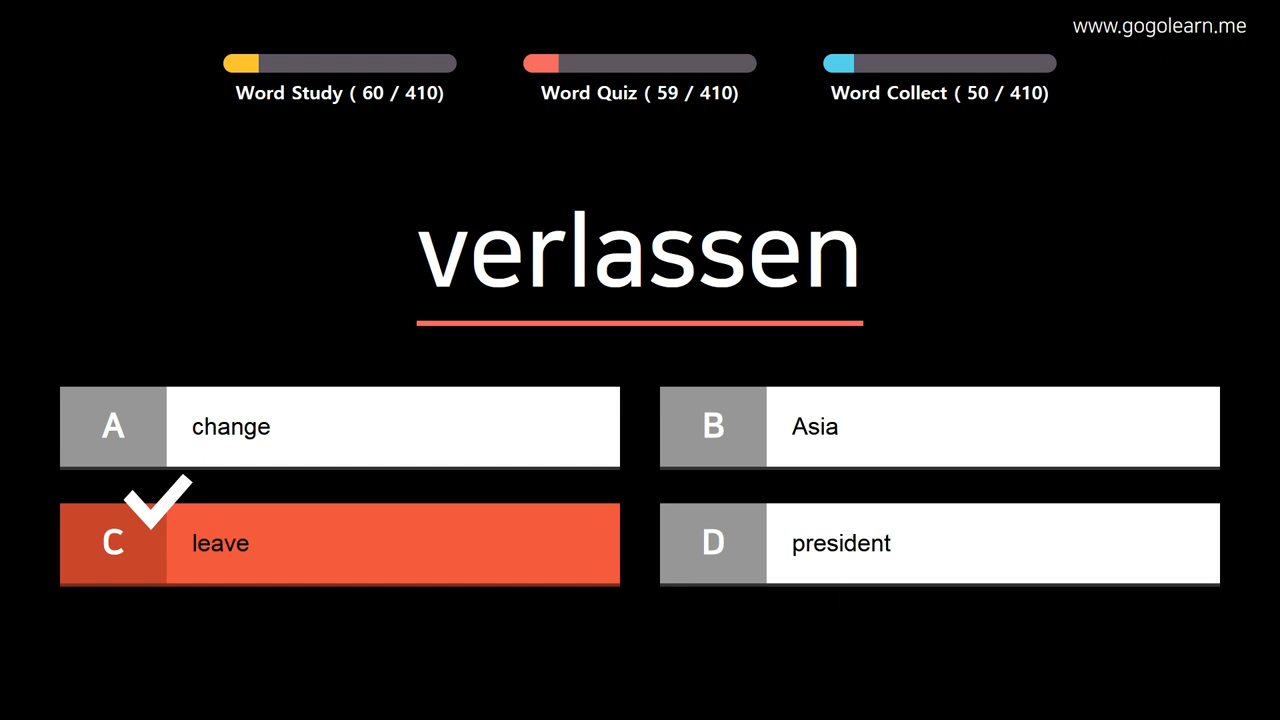 www.gogolearn.me
Word Study ( 60 / 410)
Word Quiz ( 59 / 410)
Word Collect ( 50 / 410)
verlassen
A change
B Asia
C leave
D president